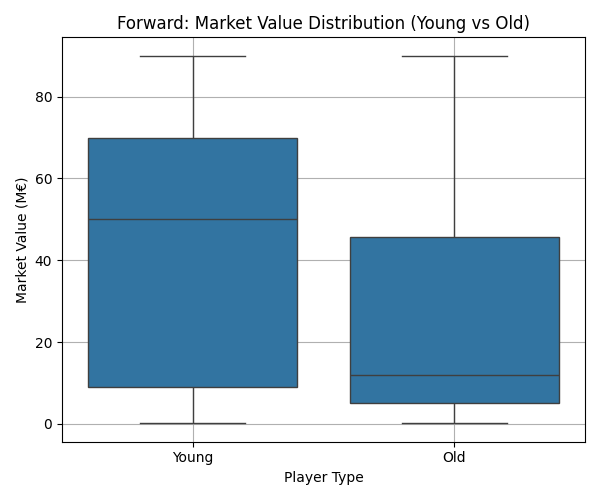 Forward: Market Value Distribution (Young vs Old)
Market Value (M€)
80
60
40
20
0
Young Old
Player Type